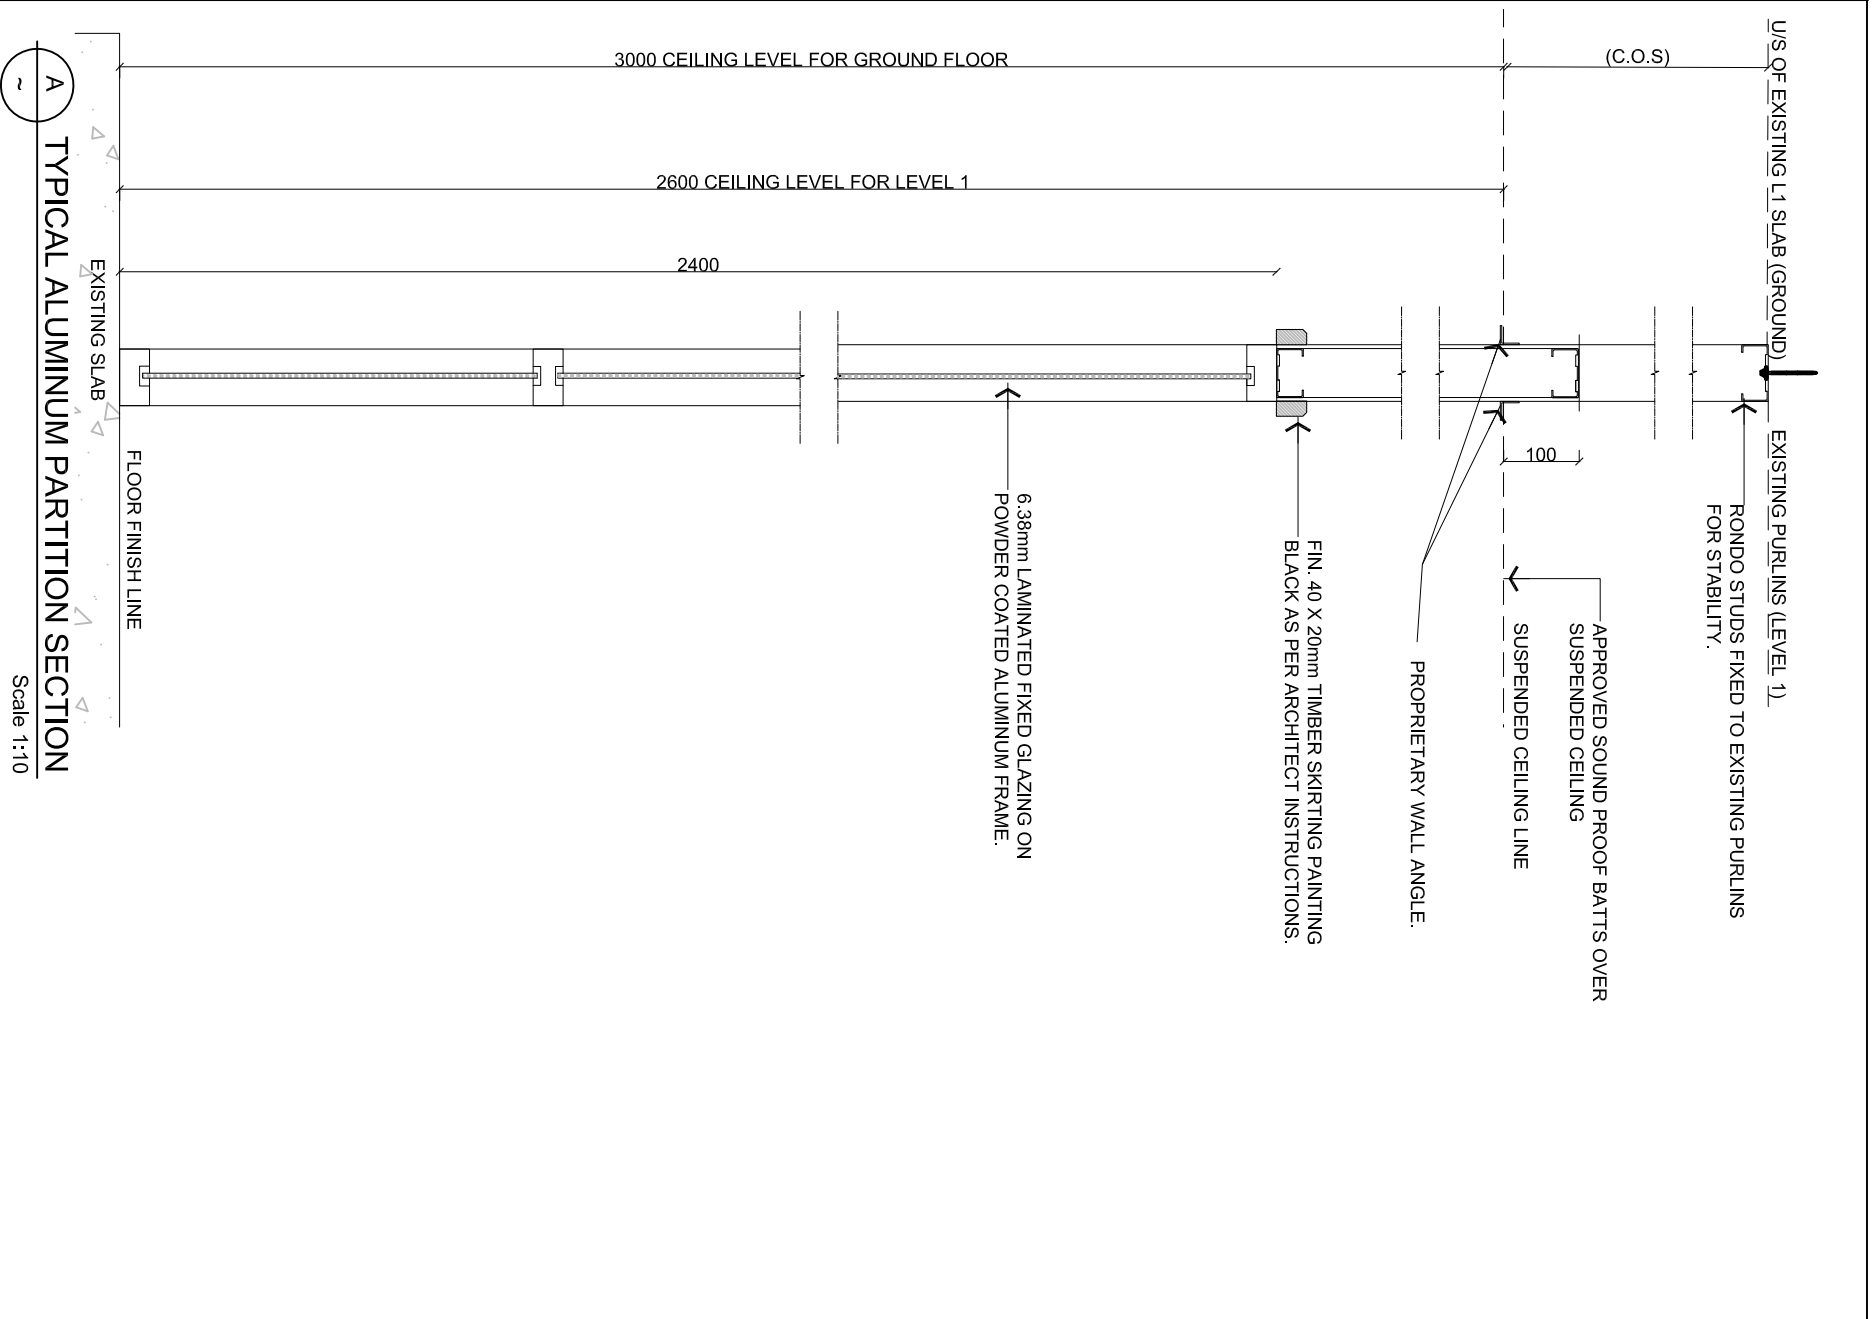 U/S OF EXISTING L1 SLAB (GROUND)
EXISTING PURLINS (LEVEL 1)
(C.O.S)
RONDO STUDS FIXED TO EXISTING PURLINS
FOR STABILITY.
APPROVED SOUND PROOF BATTS OVER
SUSPENDED CEILING
100
SUSPENDED CEILING LINE
PROPRIETARY WALL ANGLE.
FIN. 40 X 20mm TIMBER SKIRTING PAINTING
BLACK AS PER ARCHITECT INSTRUCTIONS.
6.38mm LAMINATED FIXED GLAZING ON
POWDER COATED ALUMINUM FRAME.
3000 CEILING LEVEL FOR GROUND FLOOR
2600 CEILING LEVEL FOR LEVEL 1
2400
FLOOR FINISH LINE
EXISTING SLAB
A
~
TYPICAL ALUMINUM PARTITION SECTION
Scale 1:10